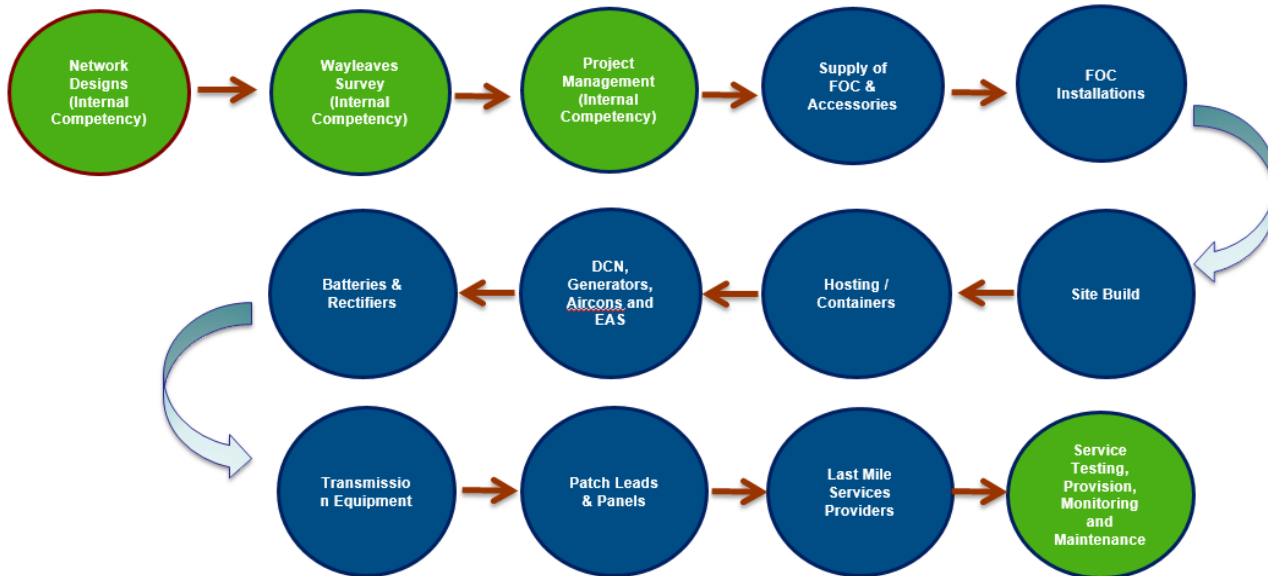 Network
Designs
(Internal
Competency)
Wayleaves
Survey
(Internal
Competency)
Project
Management
(Internal
Competency)
Supply of
FOC &
Accessories
FOC
Installations
Site Build
Hosting /
Containers
DCN,
Generators,
Aircons and
EAS
Batteries &
Rectifiers
Transmissio
n Equipment
Patch Leads
& Panels
Last Mile
Services
Providers
Service
Testing,
Provision,
Monitoring
and
Maintenance